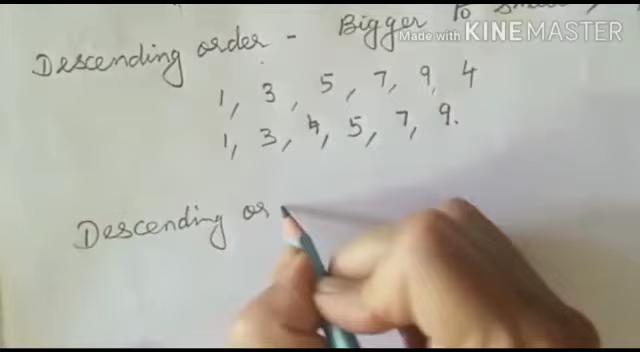 Descending order - Bigger to
Made with KINEMASTER
1, 3, 5, 7, 9, 4
1, 3, 4, 5, 7, 9.
Descending or